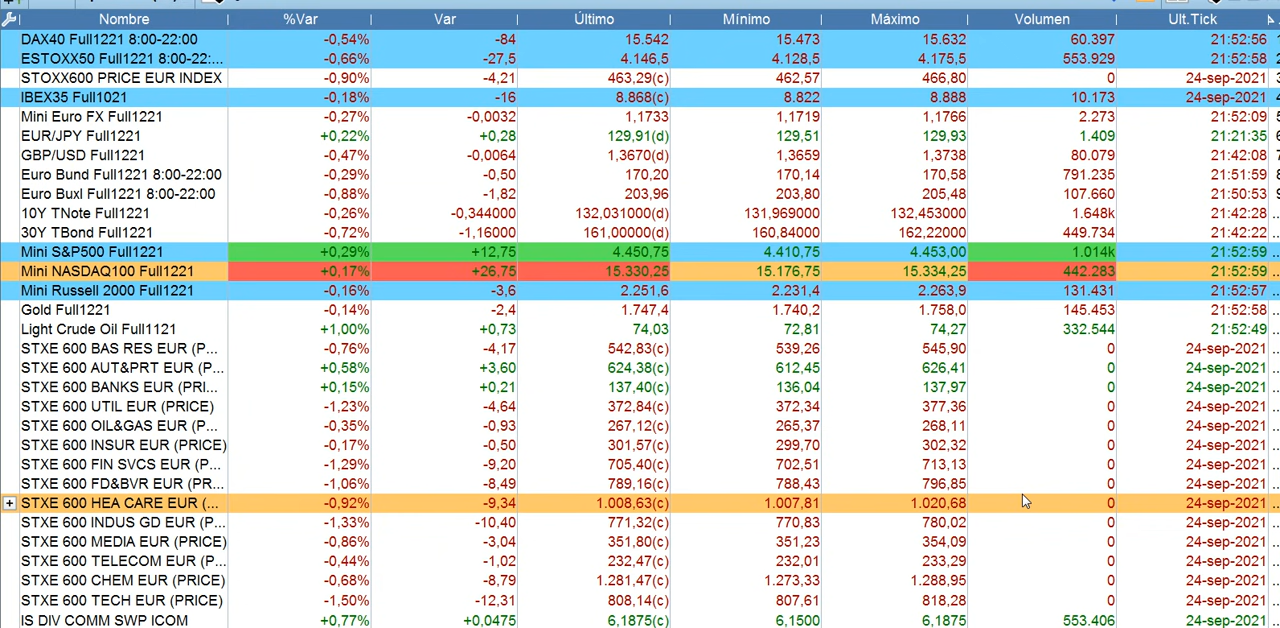 Nombre %Var Var Último Mínimo Máximo Volumen Ult.Tick
DAX40 Full1221 8:00-22:00 -0,54% -84 15.542 15.473 15.632 60.397 21:52:56
ESTOXX50 Full1221 8:00-22:... -0,66% -27,5 4.146,5 4.128,5 4.175,5 553.929 21:52:58
STOXX600 PRICE EUR INDEX -0,90% -4,21 463,29(c) 462,57 466,80 0 24-sep-2021
IBEX35 Full1021 -0,18% -16 8.868(c) 8.822 8.888 10.173 24-sep-2021
Mini Euro FX Full1221 -0,27% -0,0032 1,1733 1,1719 1,1766 2.273 21:52:09
EUR/JPY Full1221 +0,22% +0,28 129,91(d) 129,51 129,93 1.409 21:21:35
GBP/USD Full1221 -0,47% -0,0064 1,3670(d) 1,3659 1,3738 80.079 21:42:08
Euro Bund Full1221 8:00-22:00 -0,29% -0,50 170,20 170,14 170,58 791.235 21:51:59
Euro Buxl Full1221 8:00-22:00 -0,88% -1,82 203,96 203,80 205,48 107.660 21:50:53
10Y TNote Full1221 -0,26% -0,344000 132,031000(d) 131,969000 132,453000 1.648k 21:42:28
30Y TBond Full1221 -0,72% -1,16000 161,00000(d) 160,84000 162,22000 449.734 21:42:22
Mini S&P500 Full1221 +0,29% +12,75 4.450,75 4.410,75 4.453,00 1.014k 21:52:59
Mini NASDAQ100 Full1221 +0,17% +26,75 15.330,25 15.176,75 15.334,25 442.283 21:52:59
Mini Russell 2000 Full1221 -0,16% -3,6 2.251,6 2.231,4 2.263,9 131.431 21:52:57
Gold Full1221 -0,14% -2,4 1.747,4 1.740,2 1.758,0 145.453 21:52:58
Light Crude Oil Full1121 +1,00% +0,73 74,03 72,81 74,27 332.544 21:52:49
STXE 600 BAS RES EUR (P... -0,76% -4,17 542,83(c) 539,26 545,90 0 24-sep-2021
STXE 600 AUT&PRT EUR (P... +0,58% +3,60 624,38(c) 612,45 626,41 0 24-sep-2021
STXE 600 BANKS EUR (PRI... +0,15% +0,21 137,40(c) 136,04 137,97 0 24-sep-2021
STXE 600 UTIL EUR (PRICE) -1,23% -4,64 372,84(c) 372,34 377,36 0 24-sep-2021
STXE 600 OIL&GAS EUR (P... -0,35% -0,93 267,12(c) 265,37 268,11 0 24-sep-2021
STXE 600 INSUR EUR (PRICE) -0,17% -0,50 301,57(c) 299,70 302,32 0 24-sep-2021
STXE 600 FIN SVCS EUR (P... -1,29% -9,20 705,40(c) 702,51 713,13 0 24-sep-2021
STXE 600 FD&BVR EUR (PR... -1,06% -8,49 789,16(c) 788,43 796,85 0 24-sep-2021
STXE 600 HEA CARE EUR (... -0,92% -9,34 1.008,63(c) 1.007,81 1.020,68 0 24-sep-2021
STXE 600 INDUS GD EUR (P... -1,33% -10,40 771,32(c) 770,83 780,02 0 24-sep-2021
STXE 600 MEDIA EUR (PRICE) -0,86% -3,04 351,80(c) 351,23 354,09 0 24-sep-2021
STXE 600 TELECOM EUR (P... -0,44% -1,02 232,47(c) 232,01 233,29 0 24-sep-2021
STXE 600 CHEM EUR (PRICE) -0,68% -8,79 1.281,47(c) 1.273,33 1.288,95 0 24-sep-2021
STXE 600 TECH EUR (PRICE) -1,50% -12,31 808,14(c) 807,61 818,28 0 24-sep-2021
IS DIV COMM SWP ICOM +0,77% +0,0475 6,1875(c) 6,1500 6,1875 553.406 24-sep-2021